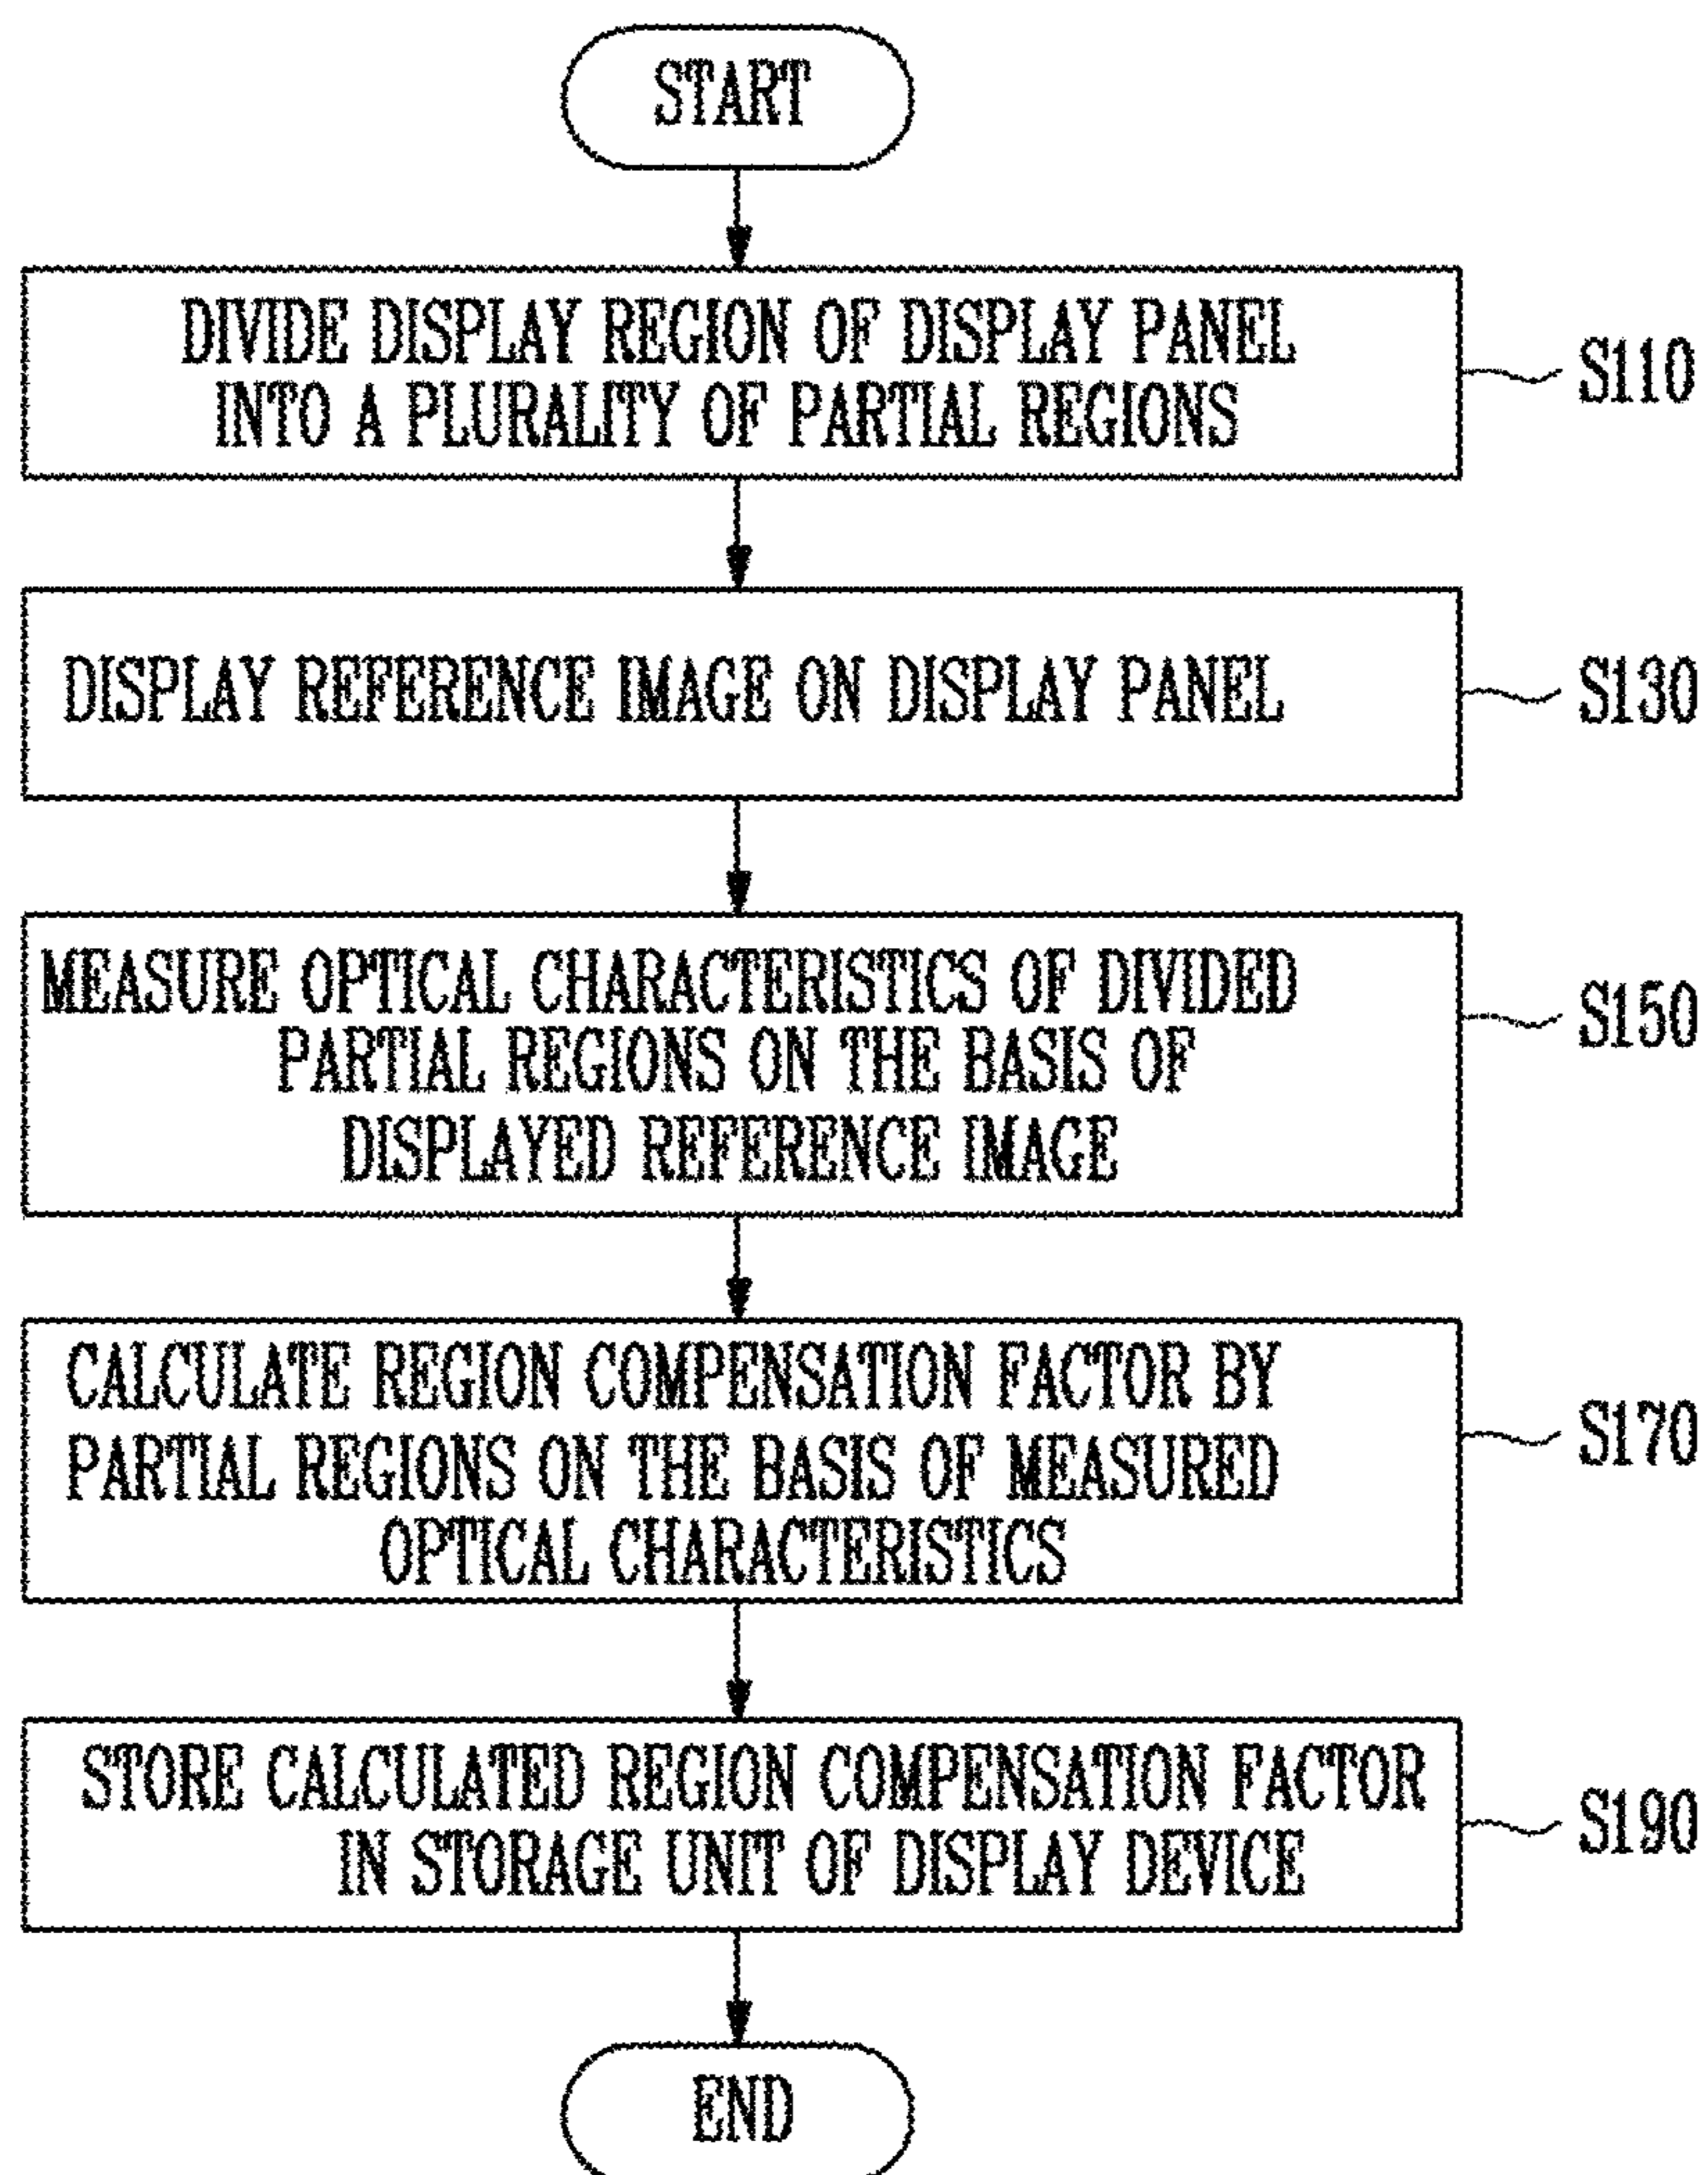 START
DIVIDE DISPLAY REGION OF DISPLAY PANEL
INTO A PLURALITY OF PARTIAL REGIONS
S110
DISPLAY REFERENCE IMAGE ON DISPLAY PANEL
S130
MEASURE OPTICAL CHARACTERISTICS OF DIVIDED
PARTIAL REGIONS ON THE BASIS OF
DISPLAYED REFERENCE IMAGE
S150
CALCULATE REGION COMPENSATION FACTOR BY
PARTIAL REGIONS ON THE BASIS OF MEASURED
OPTICAL CHARACTERISTICS
S170
STORE CALCULATED REGION COMPENSATION FACTOR
IN STORAGE UNIT OF DISPLAY DEVICE
S190
END